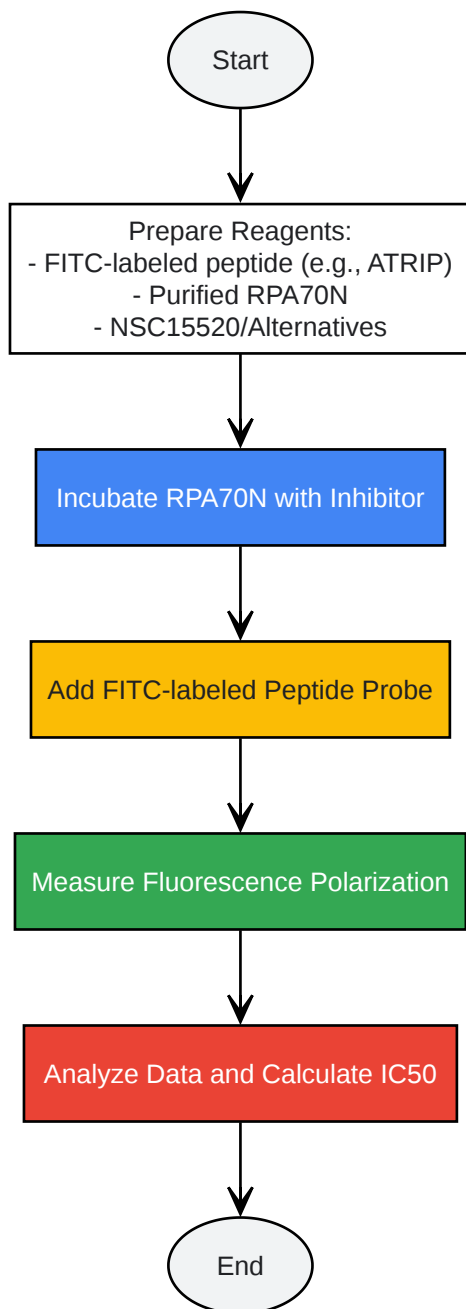 Start
Prepare Reagents:
- FITC-labeled peptide (e.g., ATRIP)
- Purified RPA70N
- NSC15520/Alternatives
Incubate RPA70N with Inhibitor
Add FITC-labeled Peptide Probe
Measure Fluorescence Polarization
Analyze Data and Calculate IC50
End